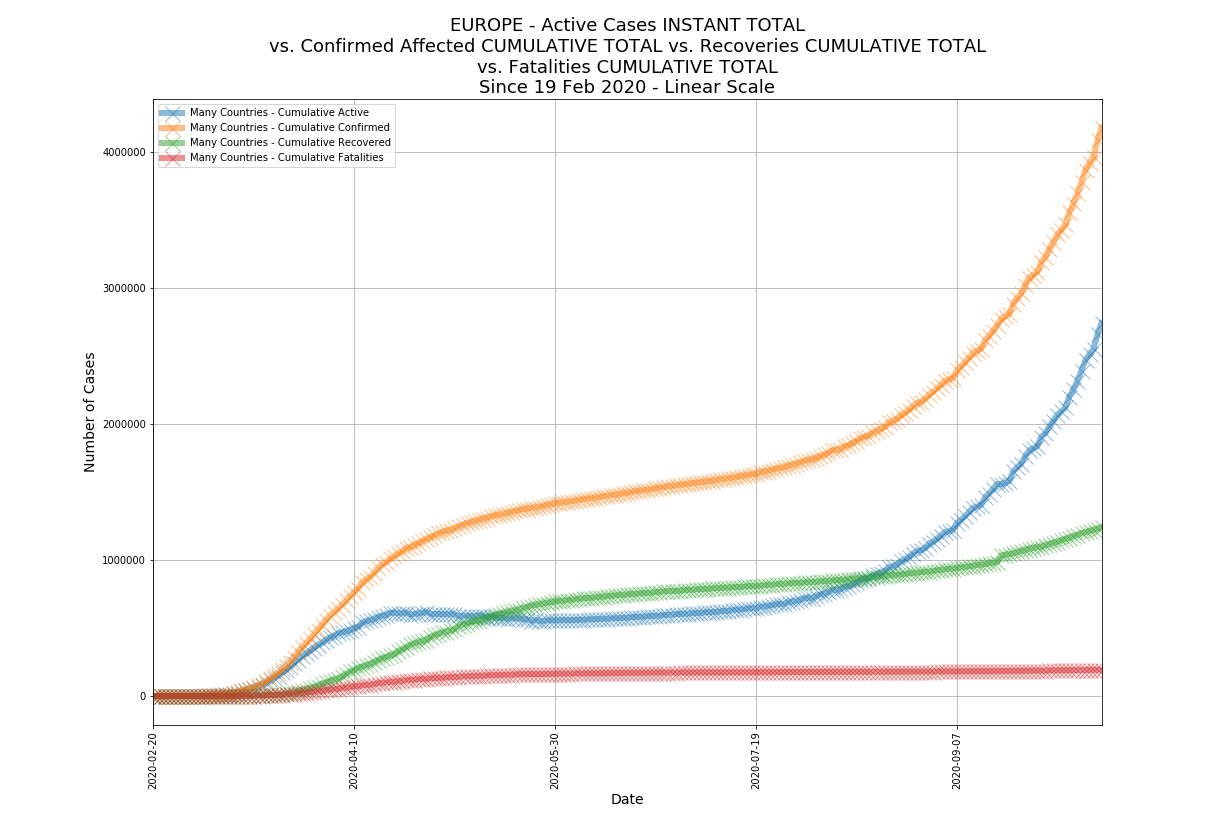 EUROPE - Active Cases INSTANT TOTAL
vs. Confirmed Affected CUMULATIVE TOTAL vs. Recoveries CUMULATIVE TOTAL
vs. Fatalities CUMULATIVE TOTAL
Since 19 Feb 2020 - Linear Scale
Many Countries - Cumulative Active
Many Countries - Cumulative Confirmed
Many Countries - Cumulative Recovered
Many Countries - Cumulative Fatalities
Number of Cases
4000000
3000000
2000000
1000000
0
2020-02-20
2020-04-10
2020-05-30
2020-07-19
2020-09-07
Date